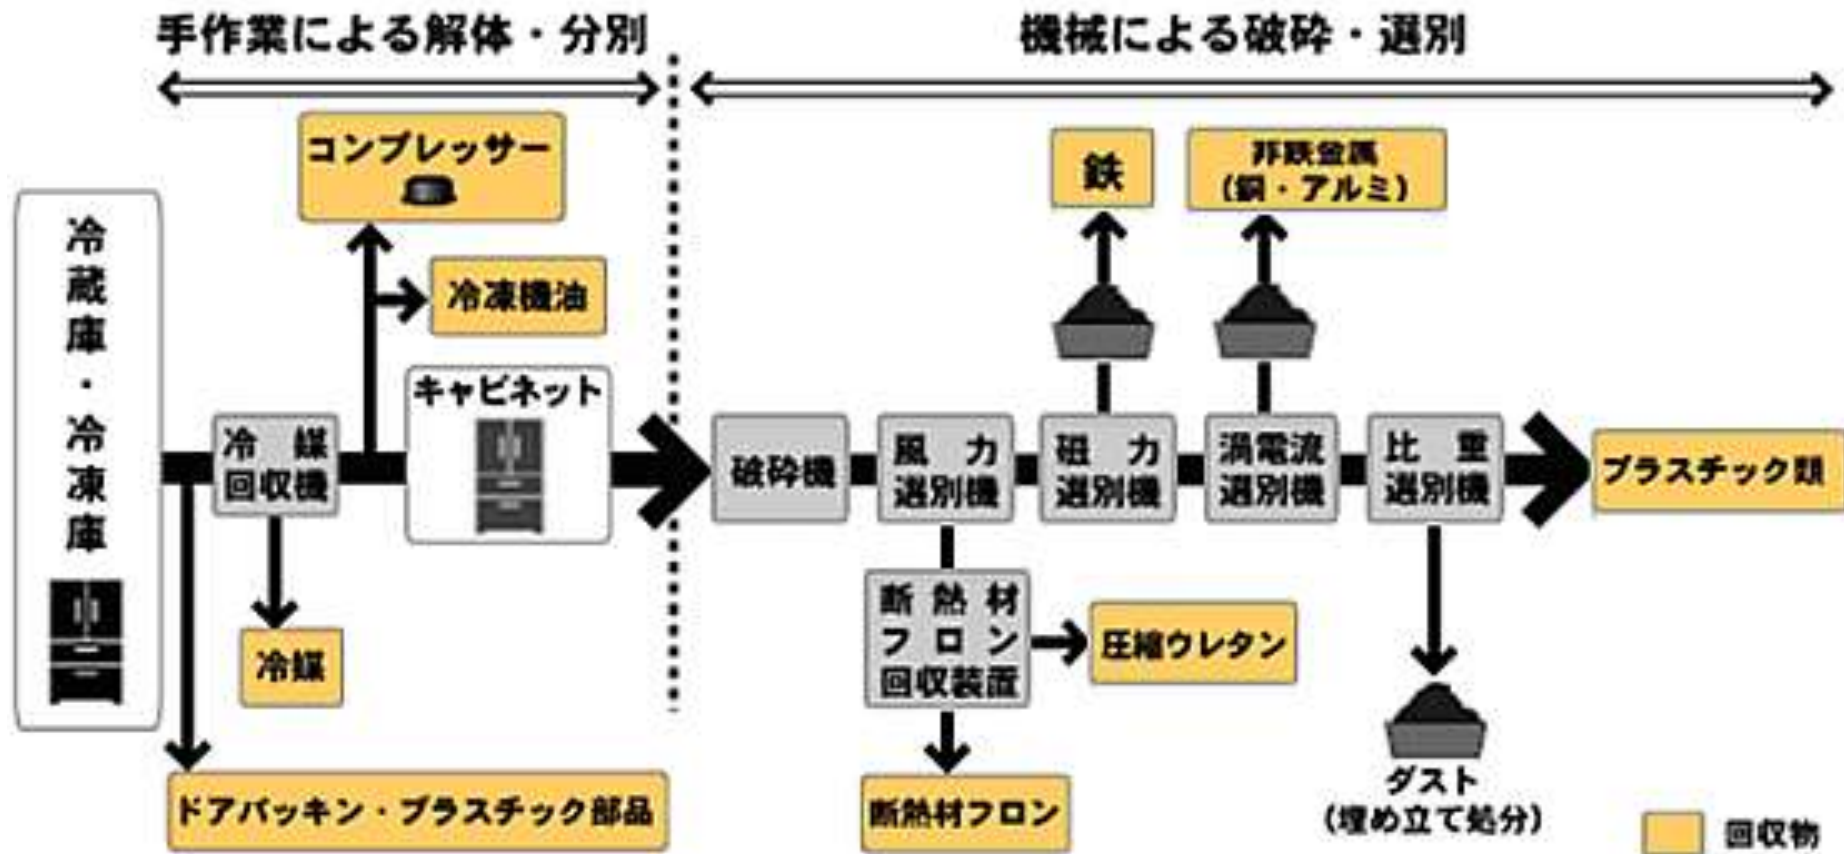 手作業による解体・分別
機械による破砕・選別
コンプレッサー
鉄
非鉄金属
(銅・アルミ)
冷蔵庫・冷凍庫
冷凍機油
キャビネット
冷媒
回収機
破砕機
風力
選別機
磁力
選別機
渦電流
選別機
比重
選別機
プラスチック類
断熱材
フロン
回収装置
圧縮ウレタン
冷媒
ドアパッキン・プラスチック部品
断熱材フロン
ダスト
(埋め立て処分)
回収物